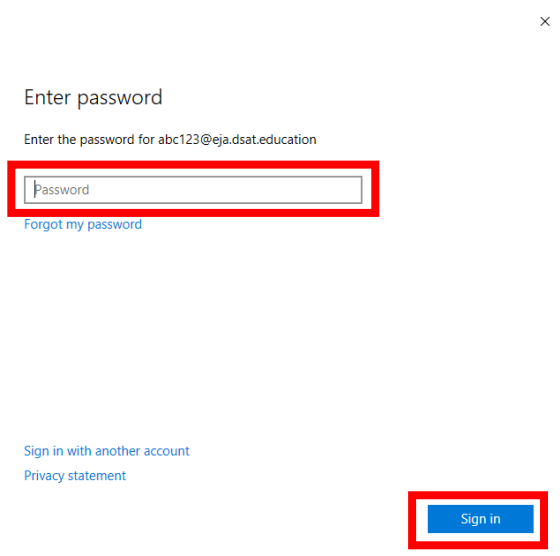 Enter password
Enter the password for abc123@eja.dsat.education
Password
Forgot my password
Sign in with another account
Privacy statement
Sign in